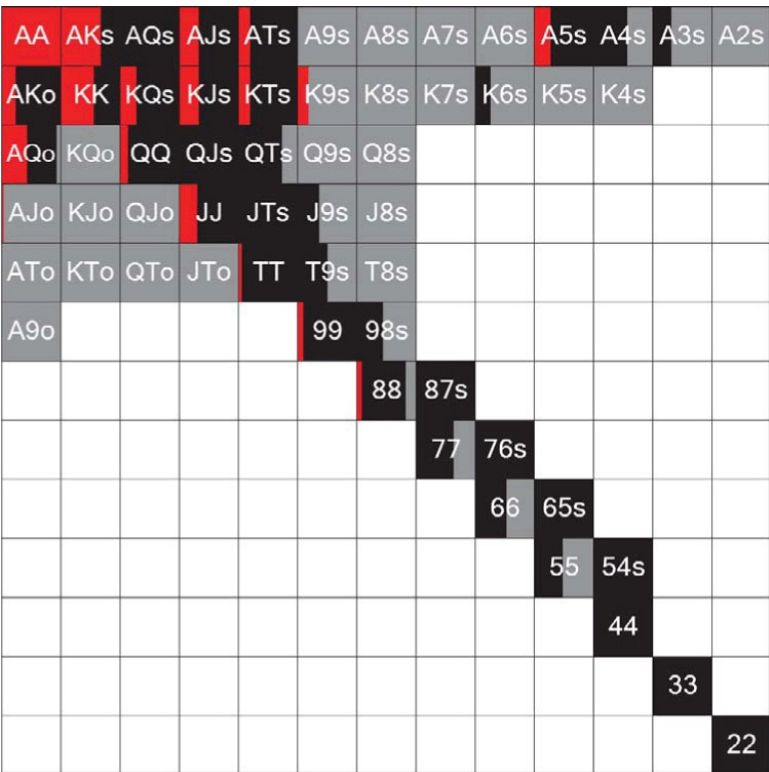 AA AKs AQs AJs ATs A9s A8s A7s A6s A5s A4s A3s A2s
AKo KK KQs KJs KTs K9s K8s K7s K6s K5s K4s
AQo KQo QQ QJs QTs Q9s Q8s
AJo KJo QJo JJ JTs J9s J8s
ATo KTo QTo JTo TT T9s T8s
A9o 99 98s
88 87s
77 76s
66 65s
55 54s
44
33
22